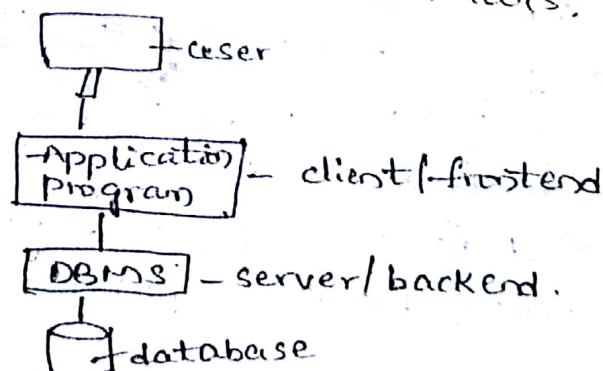 user
Application
program
client/frontend
DBMS
server/backend.
database